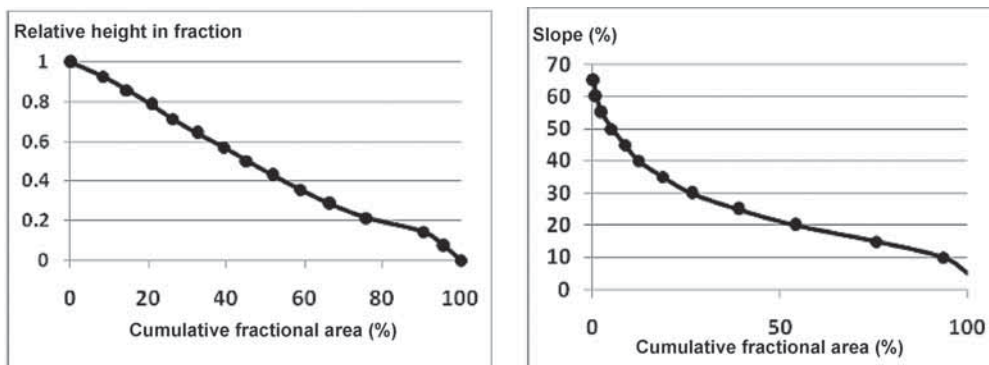 Relative height in fraction
1
0.8
0.6
0.4
0.2
0
0 20 40 60 80 100
Cumulative fractional area (%)
Slope (%)
70
60
50
40
30
20
10
0
0 50 100
Cumulative fractional area (%)